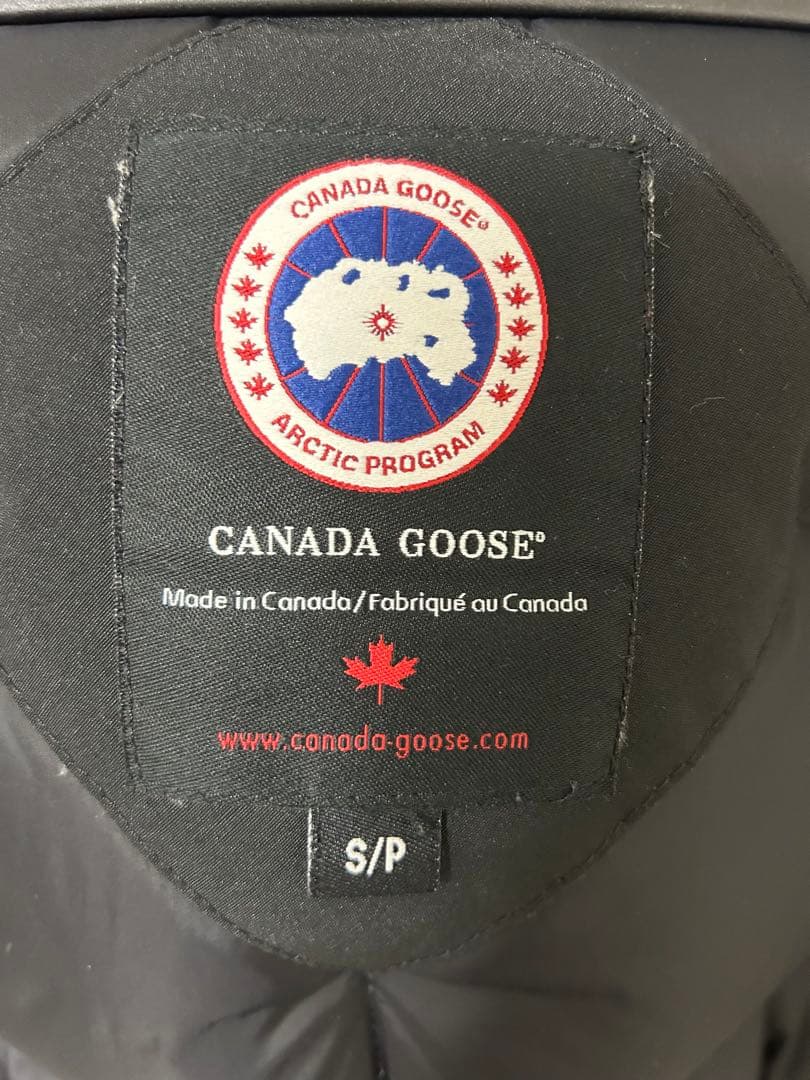 CANADA GOOSE®
ARCTIC PROGRAM
CANADA GOOSE®
Made in Canada/Fabriqué au Canada
www.canada-goose.com
S/P